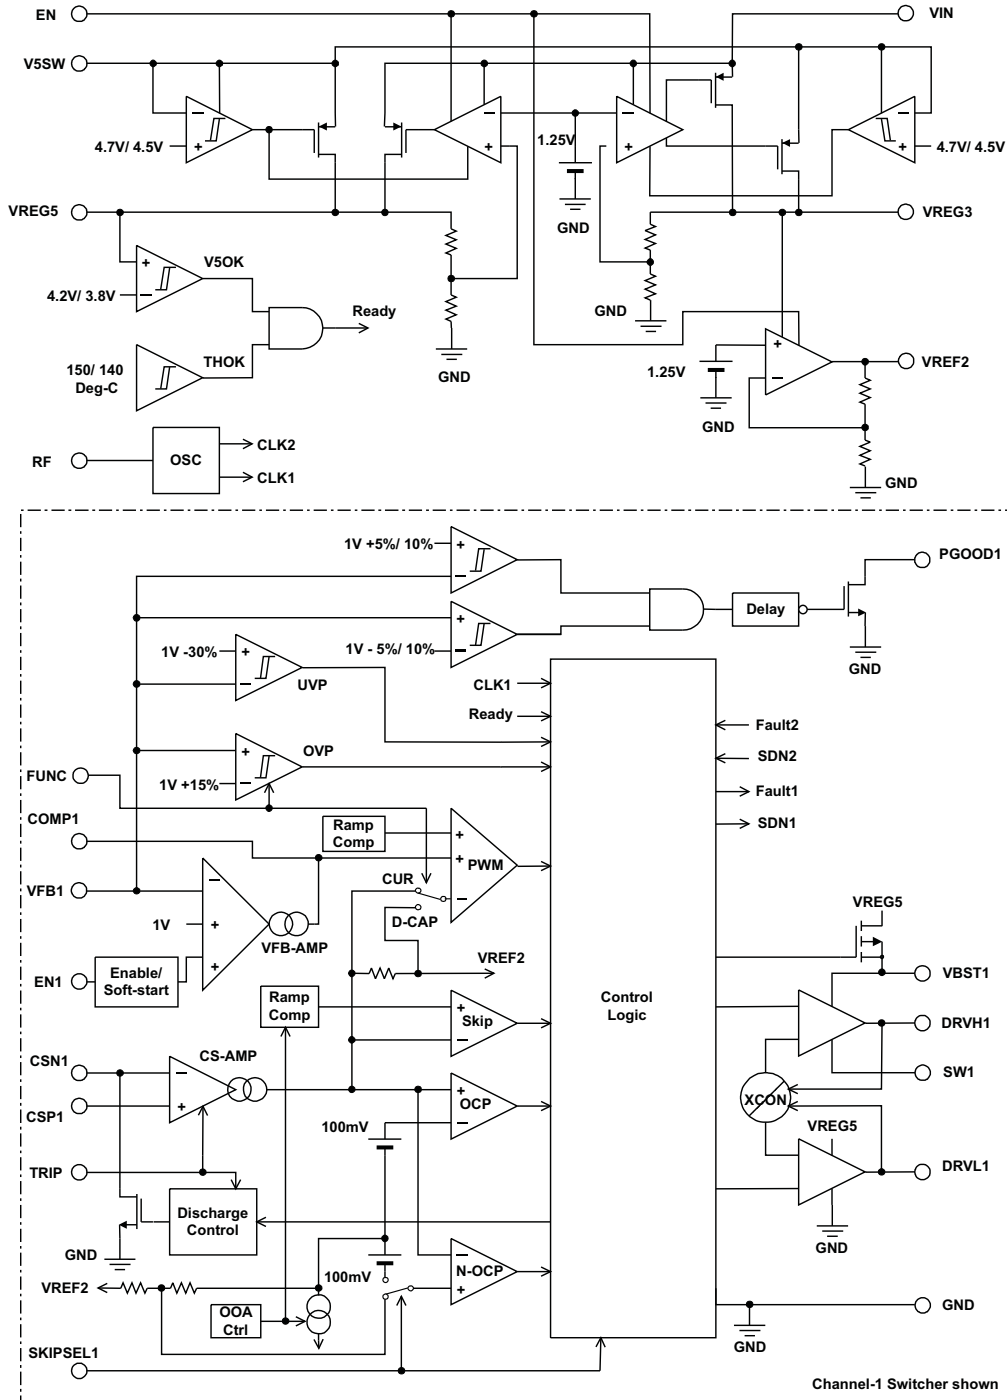 EN
VIN
V5SW
4.7V/ 4.5V
1.25V
4.7V/ 4.5V
VREG5
GND
VREG3
V5OK
4.2V/ 3.8V
Ready
GND
THOK
150/ 140
Deg-C
GND
1.25V
VREF2
GND
RF
OSC
CLK2
CLK1
GND
1V +5%/ 10%
PGOOD1
Delay
1V - 5%/ 10%
GND
1V -30%
UVP
CLK1
Ready
Fault2
OVP
SDN2
FUNC
1V +15%
Fault1
COMP1
Ramp
Comp
SDN1
PWM
CUR
VFB1
D-CAP
1V
VREG5
VFB-AMP
VREF2
EN1
Enable/
Soft-start
VBST1
Ramp
Comp
Skip
Control
Logic
DRVH1
CSN1
CS-AMP
SW1
CSP1
OCP
XCON
100mV
VREG5
TRIP
DRVL1
Discharge
Control
GND
GND
100mV
N-OCP
VREF2
OOA
Ctrl
GND
GND
SKIPSEL1
Channel-1 Switcher shown